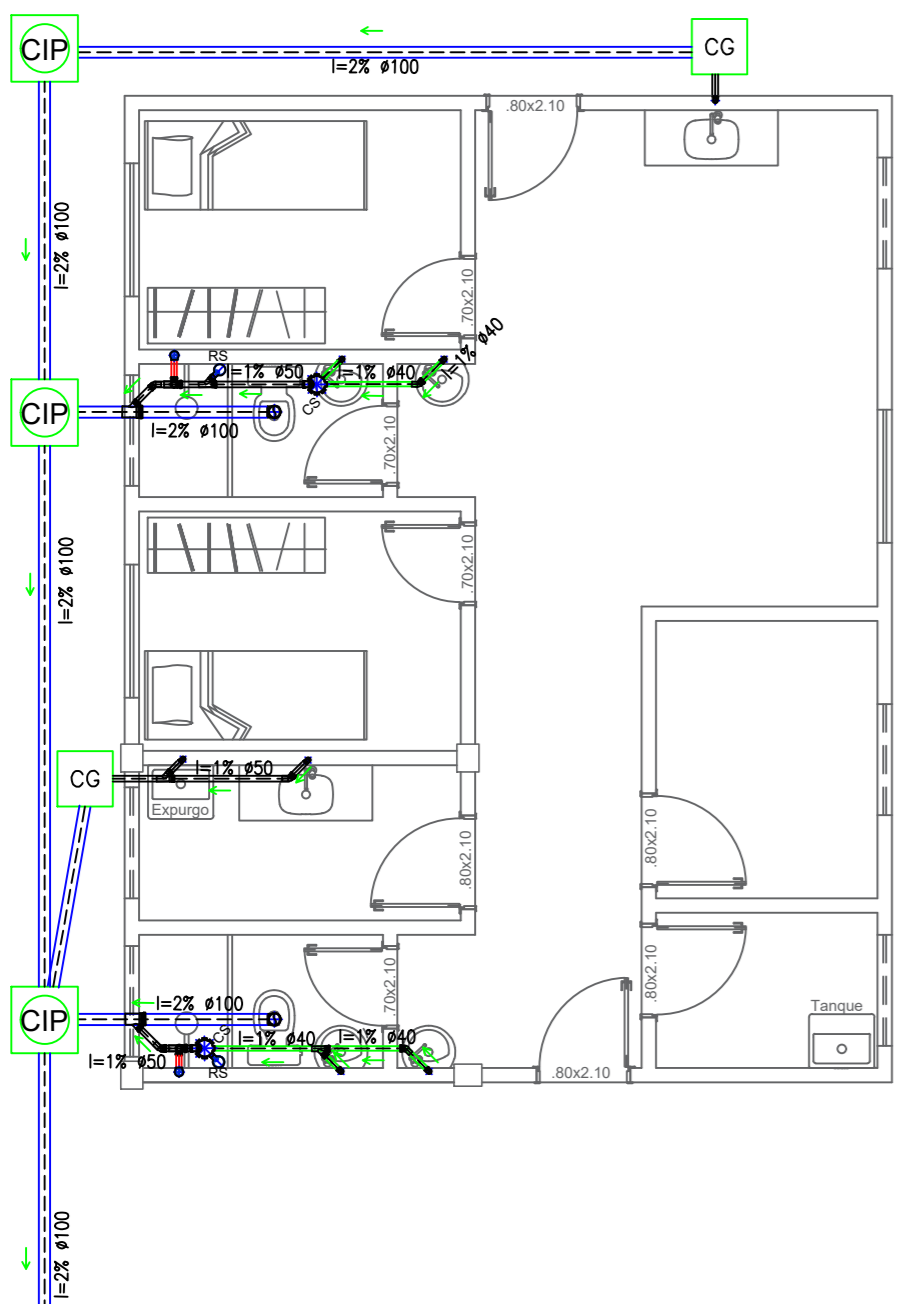 CIP
CG
I=2% ø100
.80x2.10
I=2% ø100
.70x2.10
I=1% ø40
RS
I=1% ø50
I=1% ø40
CIP
CS
I=2% ø100
.70x2.10
I=2% ø100
.70x2.10
CG
I=1% ø50
Expurgo
.80x2.10
.80x2.10
.70x2.10
.80x2.10
I=2% ø100
CIP
Tanque
CS
I=1% ø40
I=1% ø40
I=1% ø50
RS
.80x2.10
I=2% ø100